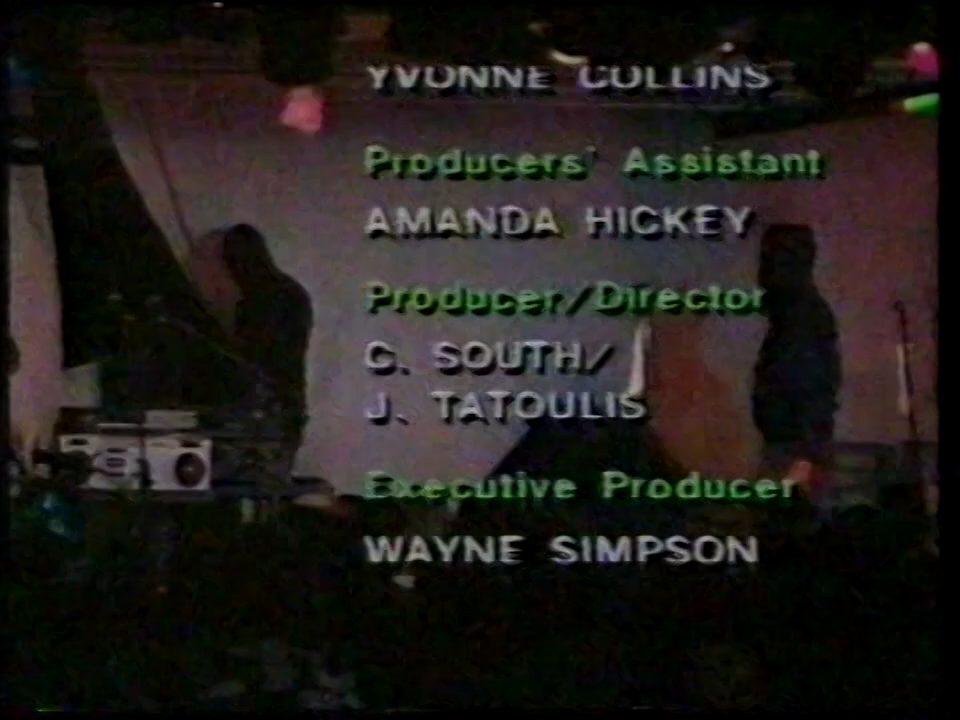 YVONNE COLLINS
Producers' Assistant
AMANDA HICKEY
Producer/Director
C. SOUTH/
J. TATOULIS
Executive Producer
WAYNE SIMPSON